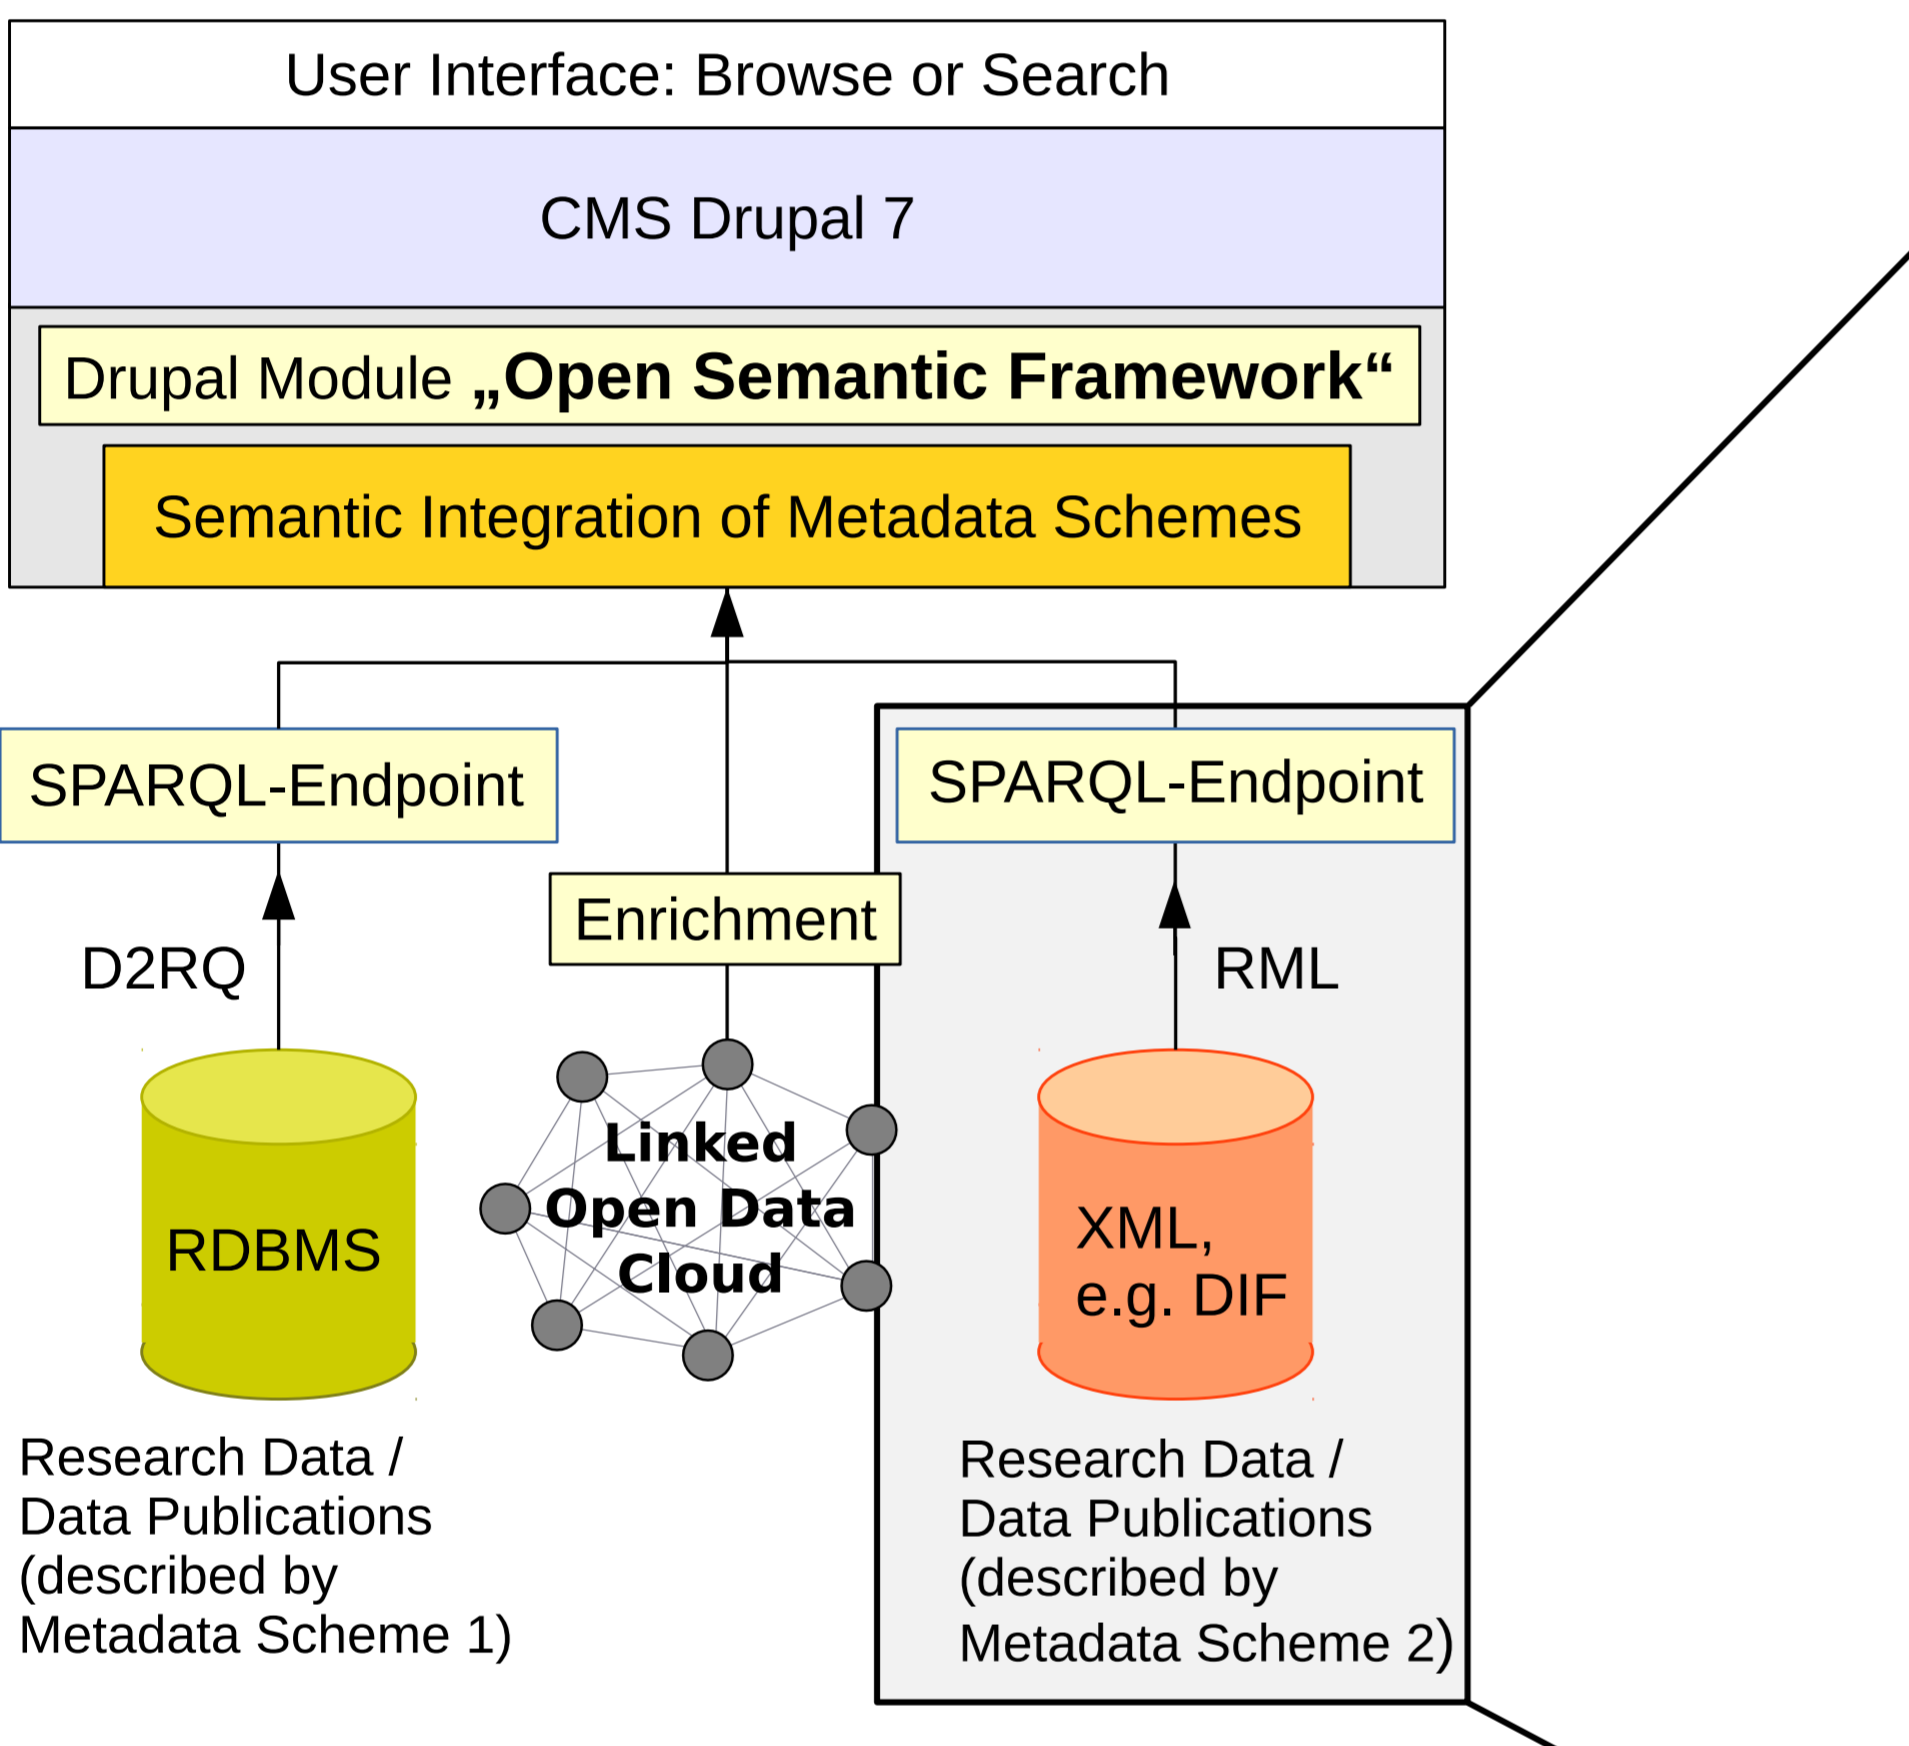 User Interface: Browse or Search
CMS Drupal 7
Drupal Module „Open Semantic Framework“
Semantic Integration of Metadata Schemes
SPARQL-Endpoint
SPARQL-Endpoint
Enrichment
D2RQ
RML
Linked
Open Data
Cloud
RDBMS
XML,
e.g. DIF
Research Data /
Data Publications
(described by
Metadata Scheme 1)
Research Data /
Data Publications
(described by
Metadata Scheme 2)